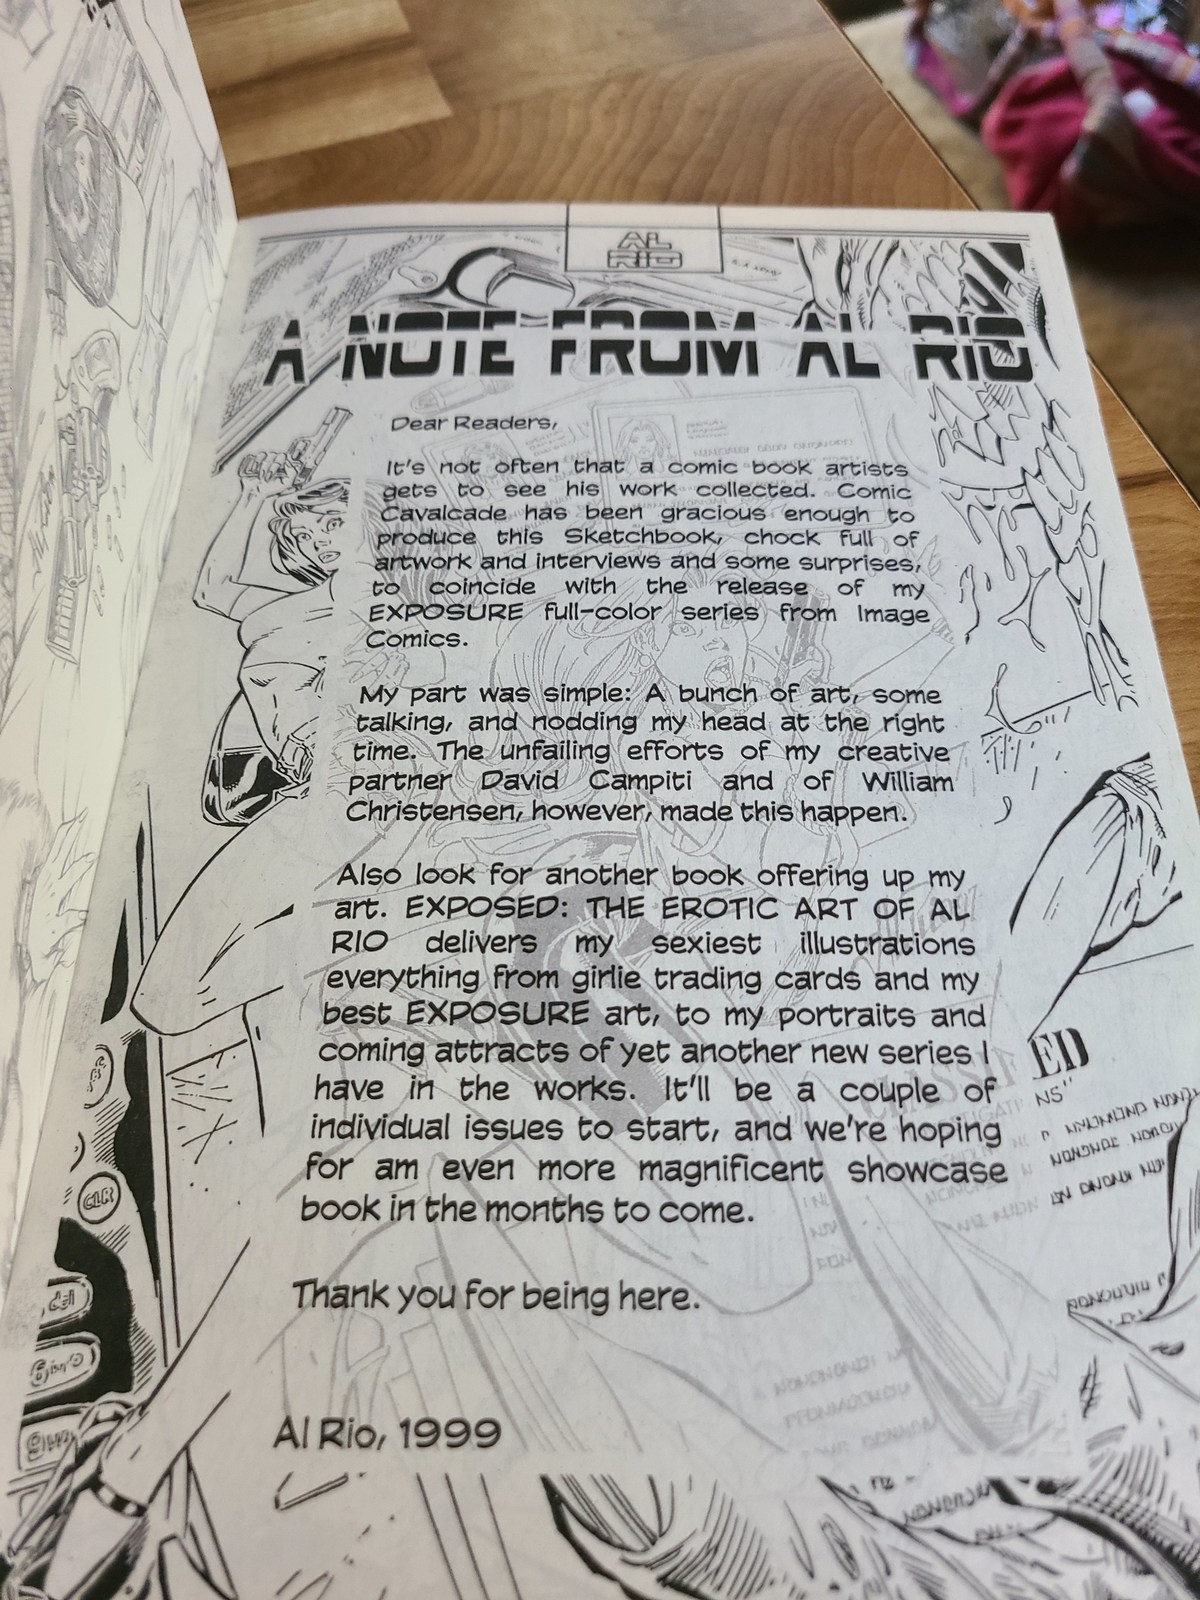 AL
RIO
A NOTE FROM AL RIO
Dear Readers,
It's not often that a comic book artists
gets to see his work collected. Comic
Cavalcade has been gracious enough to
produce this Sketchbook, chock full of
artwork and interviews and some surprises,
to coincide with the release of my
EXPOSURE full-color series from Image
Comics.
My part was simple: A bunch of art, some
talking, and nodding my head at the right
time. The unfailing efforts of my creative
partner David Campiti and of William
Christensen, however, made this happen.
Also look for another book offering up my
art. EXPOSED: THE EROTIC ART OF AL
RIO delivers my sexiest illustrations
everything from girlie trading cards and my
best EXPOSURE art, to my portraits and
coming attracts of yet another new series I
have in the works. It'll be a couple of
individual issues to start, and we're hoping
for am even more magnificent showcase
book in the months to come.
Thank you for being here.
Al Rio, 1999
CLASSIFIED
CLR